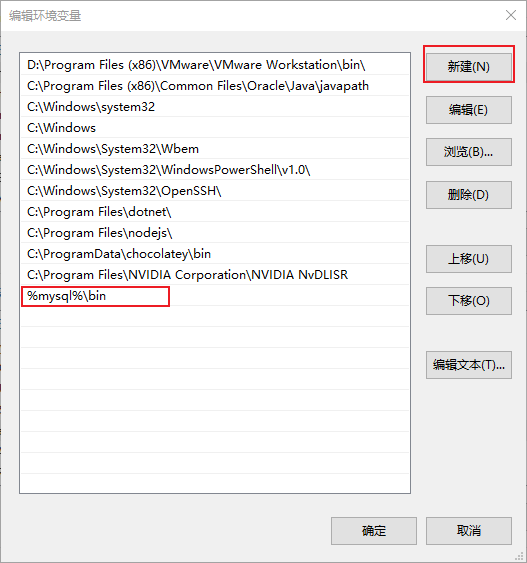 编辑环境变量
D:\Program Files (x86)\VMware\VMware Workstation\bin\
C:\Program Files (x86)\Common Files\Oracle\Java\javapath
C:\Windows\system32
C:\Windows
C:\Windows\System32\Wbem
C:\Windows\System32\WindowsPowerShell\v1.0\
C:\Windows\System32\OpenSSH\
C:\Program Files\dotnet\
C:\Program Files\nodejs\
C:\ProgramData\chocolatey\bin
C:\Program Files\NVIDIA Corporation\NVIDIA NvDLISR
%mysql%\bin
新建(N)
编辑(E)
浏览(B)...
删除(D)
上移(U)
下移(O)
编辑文本(T)...
确定
取消